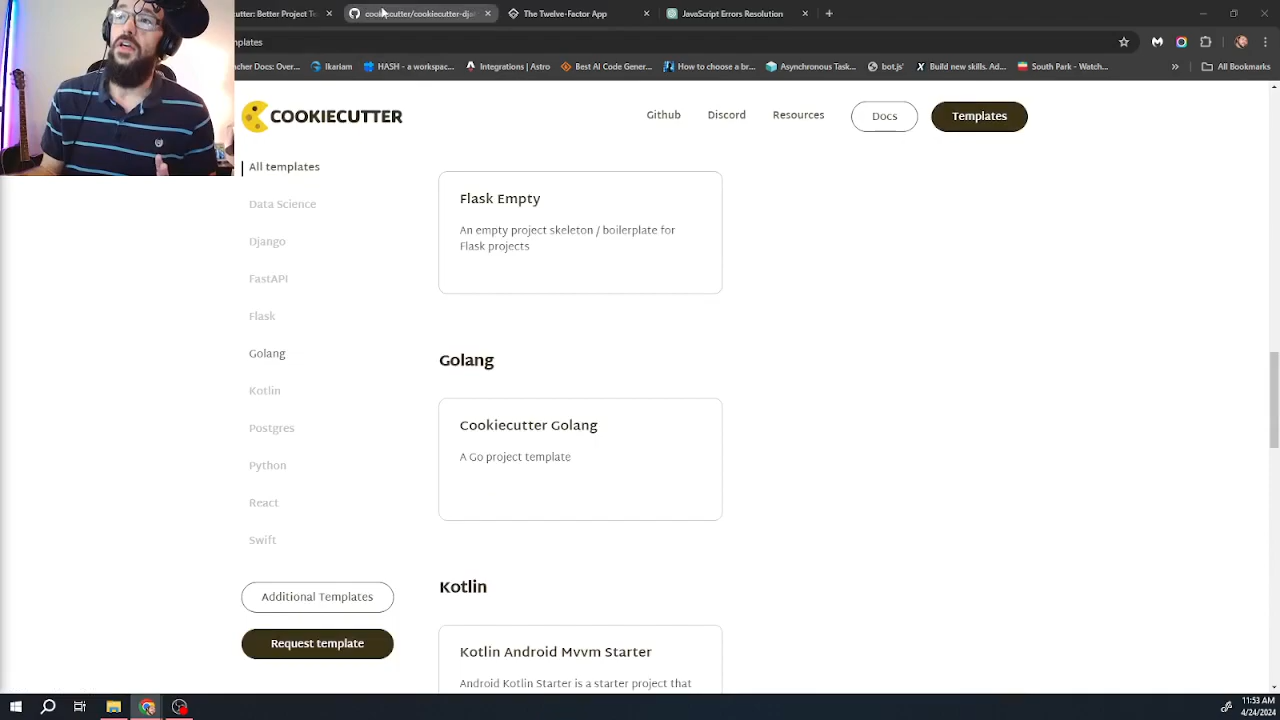 cutter: Better Project To...
cookiecutter/cookiecutter-dja
The Twelve-Factor App
JavaScript Errors Resolution
templates
cher Docs: Over...
Ikariam
HASH - a workspac...
Integrations | Astro
Best AI Code Gener...
How to choose a br...
Asynchronous Task...
bot.js'
Build new skills. Ad...
South Park - Watch...
All Bookmarks
COOKIECUTTER
Github
Discord
Resources
Docs
Templates
All templates
Data Science
Django
FastAPI
Flask
Golang
Kotlin
Postgres
Python
React
Swift
Additional Templates
Request template
Flask Empty
An empty project skeleton / boilerplate for
Flask projects
Golang
Cookiecutter Golang
A Go project template
Kotlin
Kotlin Android Mvvm Starter
Android Kotlin Starter is a starter project that
11:53 AM
4/24/2024